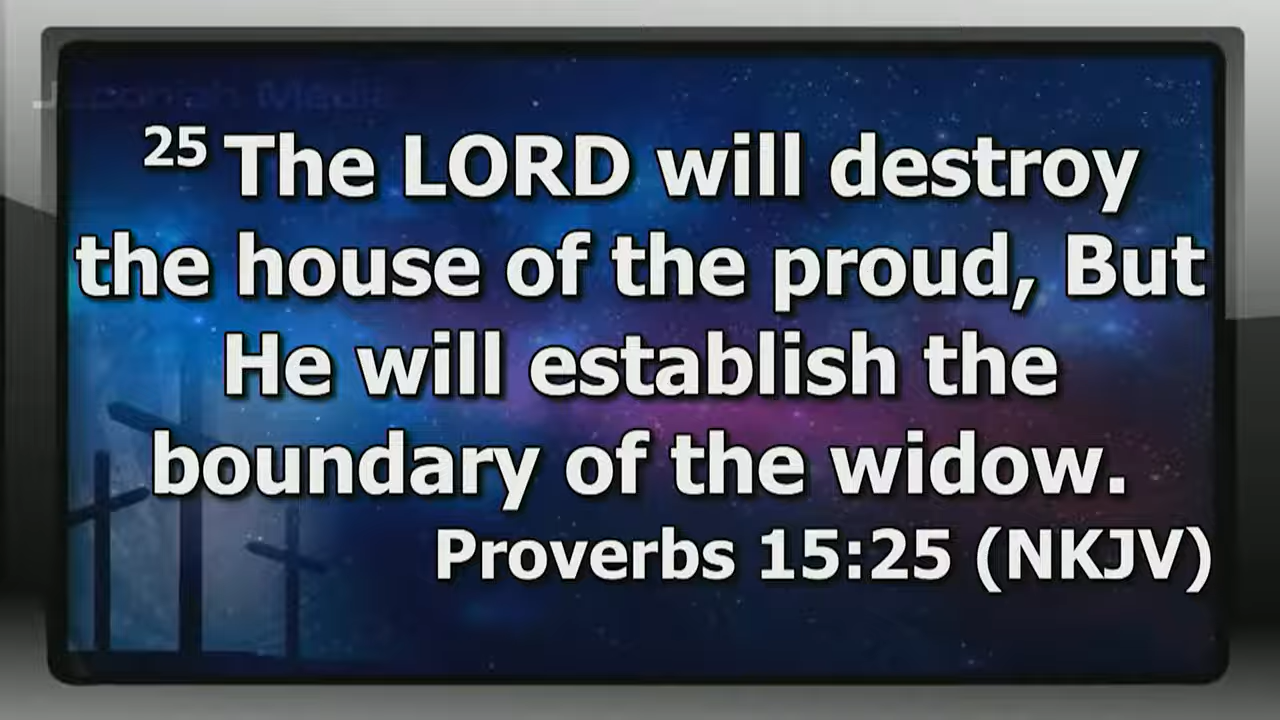 25 The LORD will destroy
the house of the proud, But
He will establish the
boundary of the widow.
Proverbs 15:25 (NKJV)